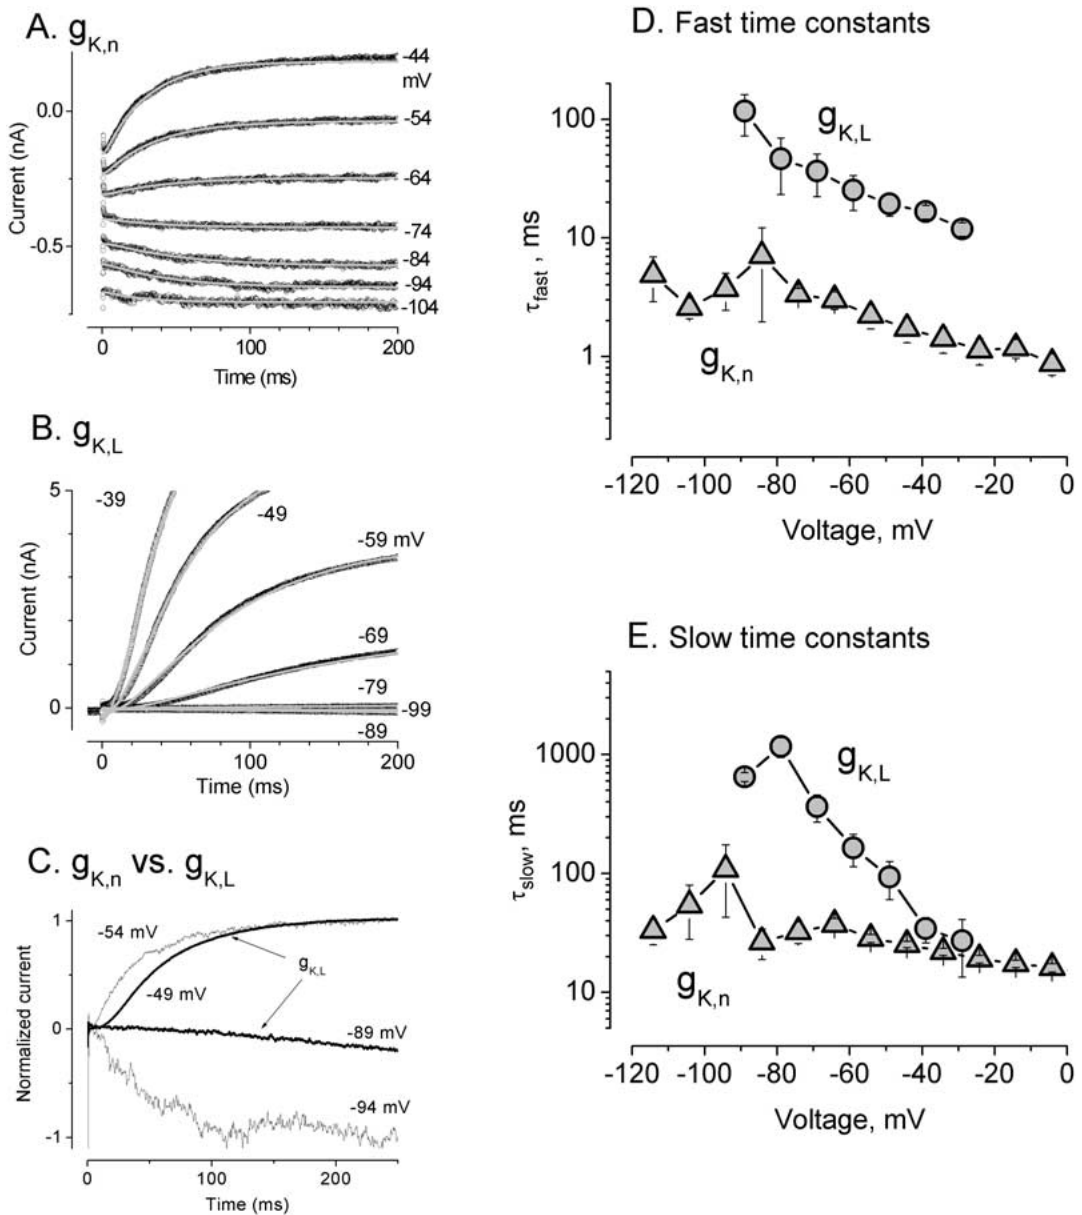 A. gK,n
0.0
-0.5
Current (nA)
-44
mV
-54
-64
-74
-84
-94
-104
0
100
200
Time (ms)
B. gK,L
5
0
Current (nA)
-39
-49
-59 mV
-69
-79
-99
-89
0
100
200
Time (ms)
C. gK,n vs. gK,L
1
0
-1
Normalized current
-54 mV
gK,L
-49 mV
-89 mV
-94 mV
0
100
200
Time (ms)
D. Fast time constants
100
10
1
τfast , ms
gK,L
gK,n
-120 -100 -80 -60 -40 -20 0
Voltage, mV
E. Slow time constants
1000
100
10
τslow, ms
gK,L
gK,n
-120 -100 -80 -60 -40 -20 0
Voltage, mV